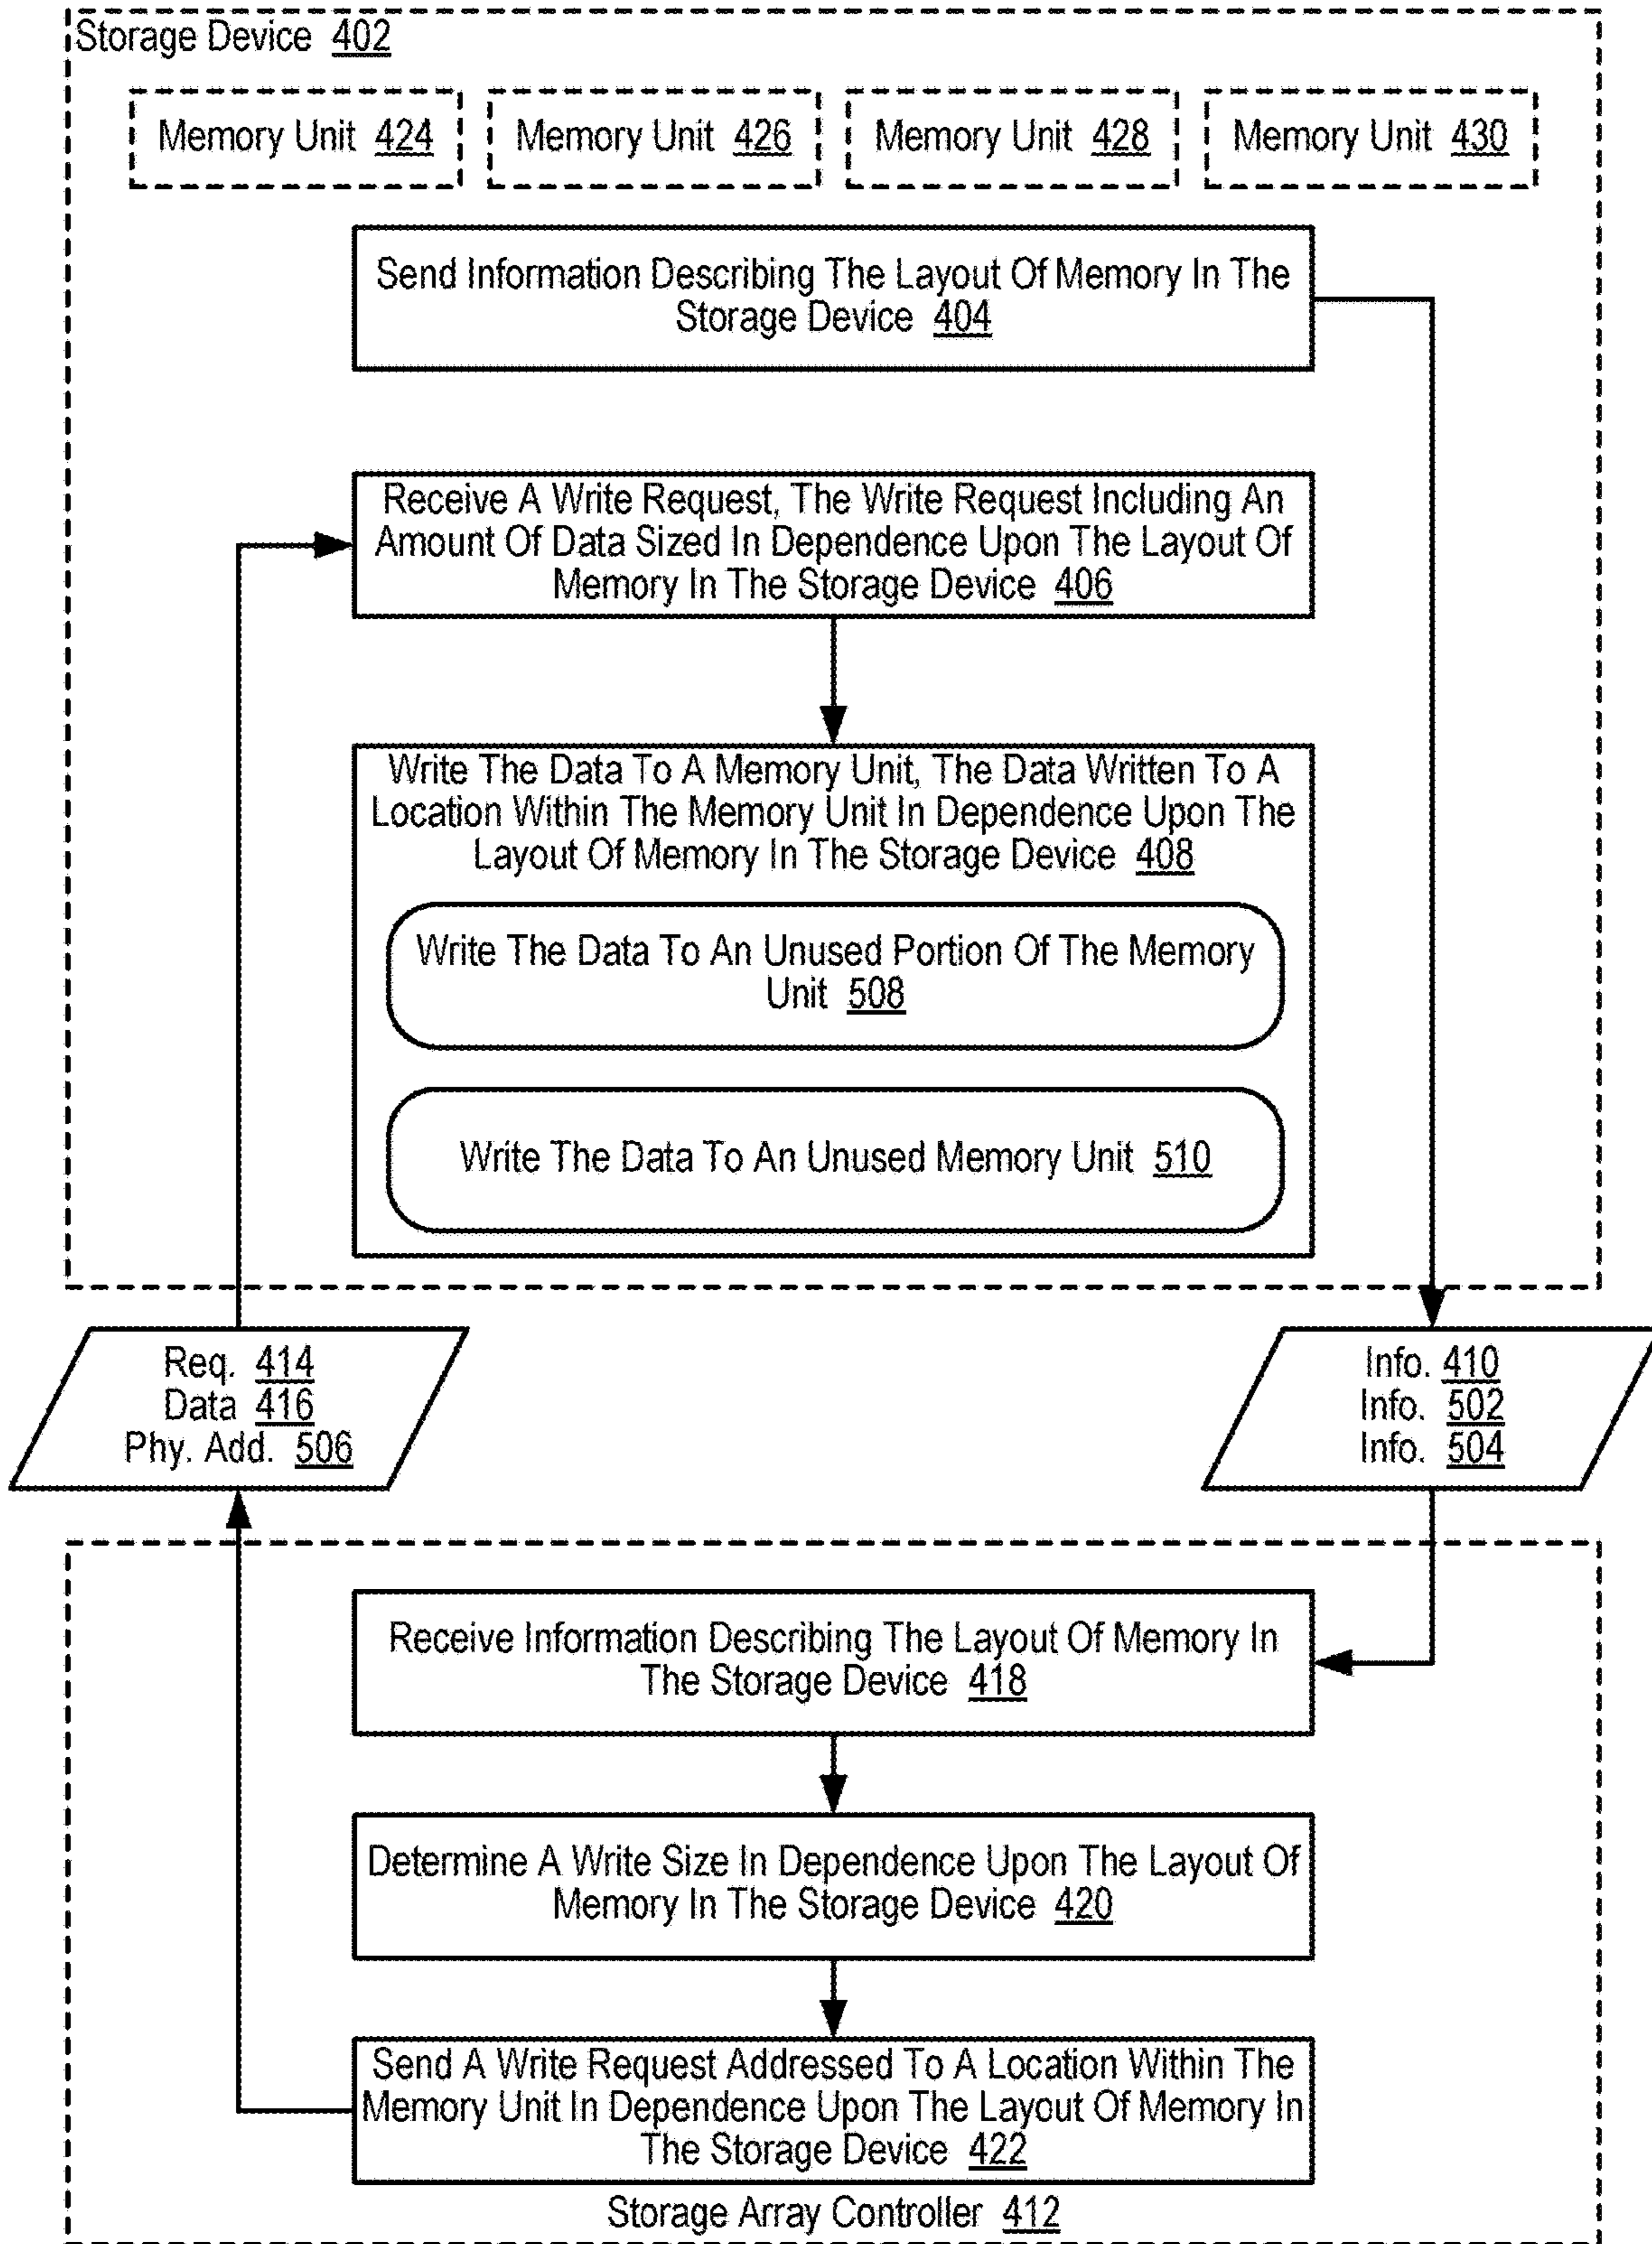 Storage Device 402
Memory Unit 424
Memory Unit 426
Memory Unit 428
Memory Unit 430
Send Information Describing The Layout Of Memory In The
Storage Device 404
Receive A Write Request, The Write Request Including An
Amount Of Data Sized In Dependence Upon The Layout Of
Memory In The Storage Device 406
Write The Data To A Memory Unit, The Data Written To A
Location Within The Memory Unit In Dependence Upon The
Layout Of Memory In The Storage Device 408
Write The Data To An Unused Portion Of The Memory
Unit 508
Write The Data To An Unused Memory Unit 510
Req. 414
Data 416
Phy. Add. 506
Info. 410
Info. 502
Info. 504
Receive Information Describing The Layout Of Memory In
The Storage Device 418
Determine A Write Size In Dependence Upon The Layout Of
Memory In The Storage Device 420
Send A Write Request Addressed To A Location Within The
Memory Unit In Dependence Upon The Layout Of Memory In
The Storage Device 422
Storage Array Controller 412